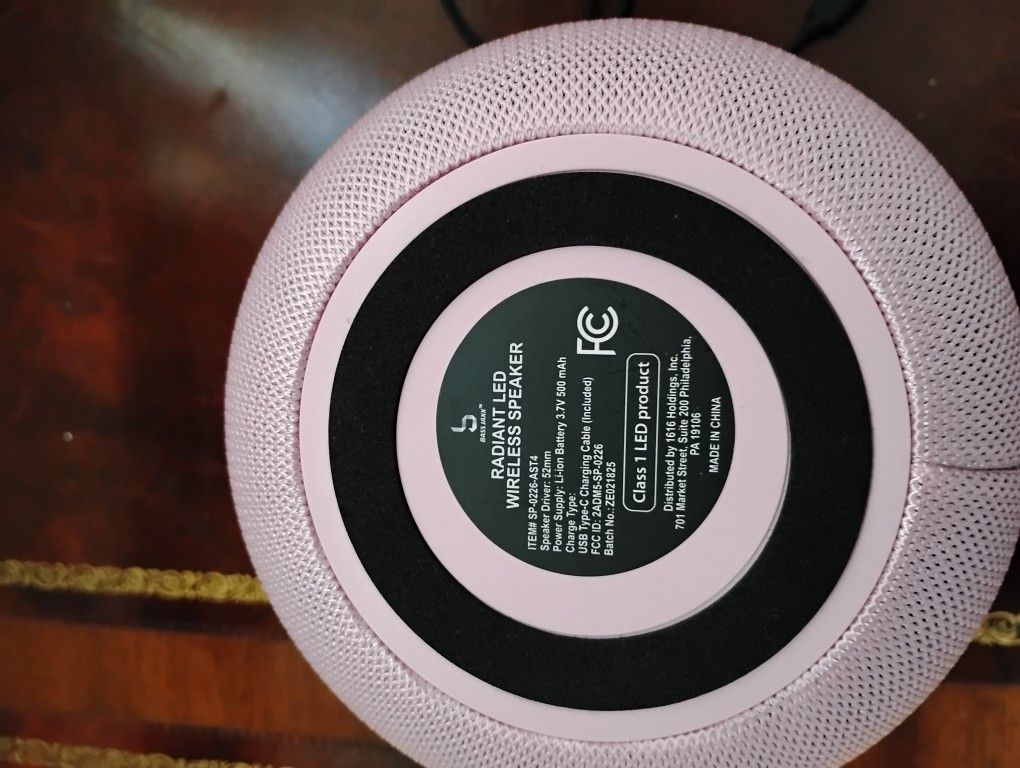 BASS JAXX™
RADIANT LED
WIRELESS SPEAKER
ITEM# SP-0226-AST4
Speaker Driver: 52mm
Power Supply: Li-ion Battery 3.7V 500 mAh
Charge Type:
USB Type-C Charging Cable (Included)
FCC ID: 2ADM5-SP-0226
Batch No.: ZE021825
FC
Class 1 LED product
Distributed by 1616 Holdings, Inc.
701 Market Street, Suite 200 Philadelphia,
PA 19106
MADE IN CHINA